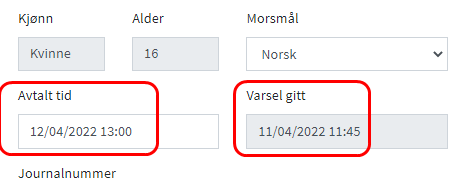 Kjønn Alder Morsmål
Kvinne 16 Norsk
Avtalt tid Varsel gitt
12/04/2022 13:00 11/04/2022 11:45
Journalnummer